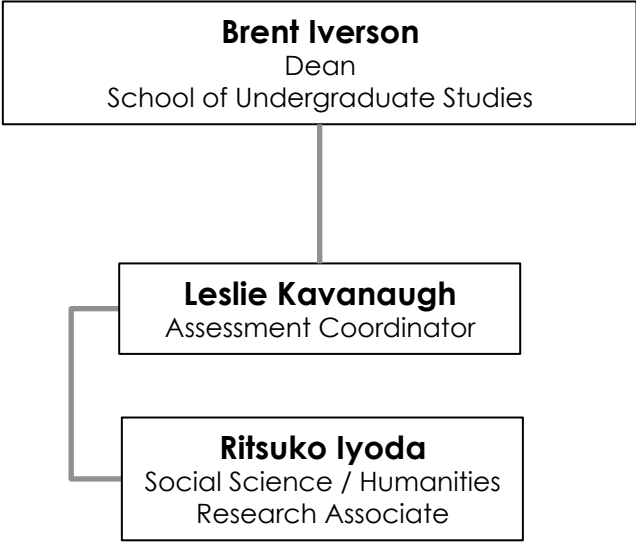 Brent Iverson
Dean
School of Undergraduate Studies
Leslie Kavanaugh
Assessment Coordinator
Ritsuko Iyoda
Social Science / Humanities
Research Associate